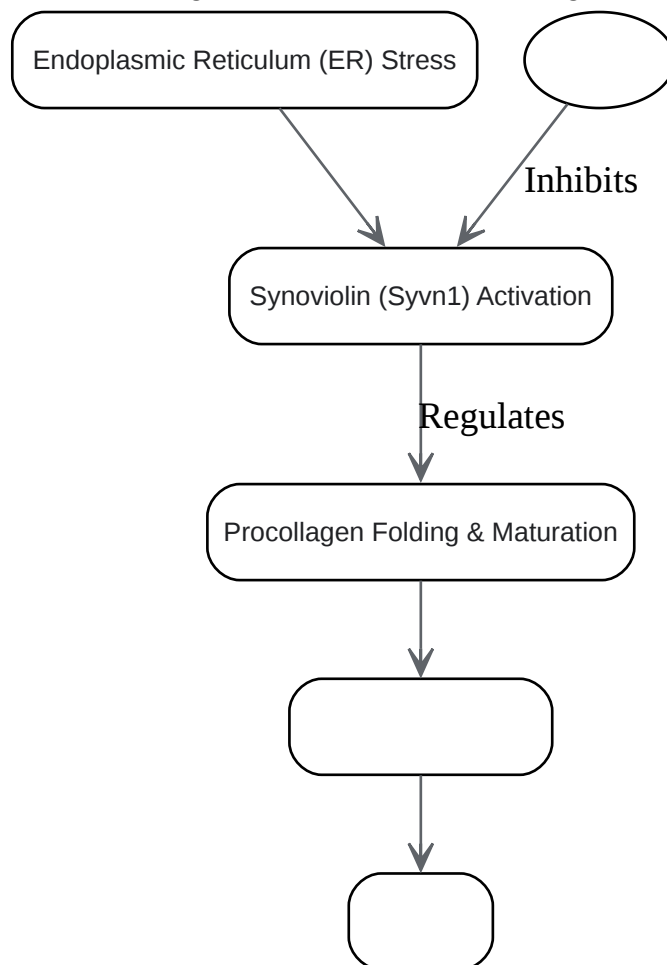 Endoplasmic Reticulum (ER) Stress
Inhibits
Synoviolin (Syvn1) Activation
Regulates
Procollagen Folding & Maturation